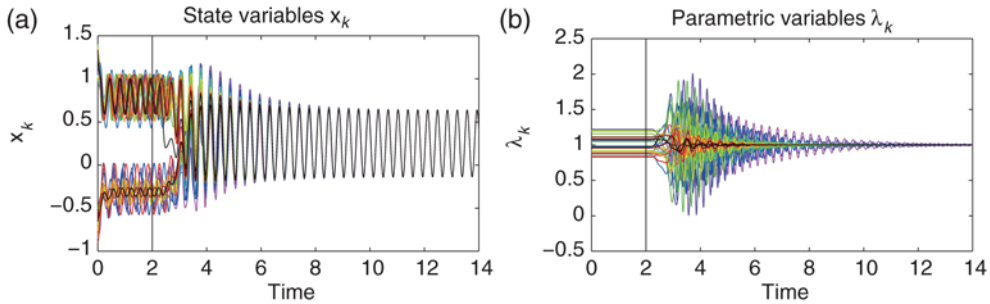 (a) State variables x_k
1.5
1
0.5
0
−0.5
−1
x_k
0 2 4 6 8 10 12 14
Time
(b) Parametric variables λ_k
2.5
2
1.5
1
0.5
0
−0.5
λ_k
0 2 4 6 8 10 12 14
Time